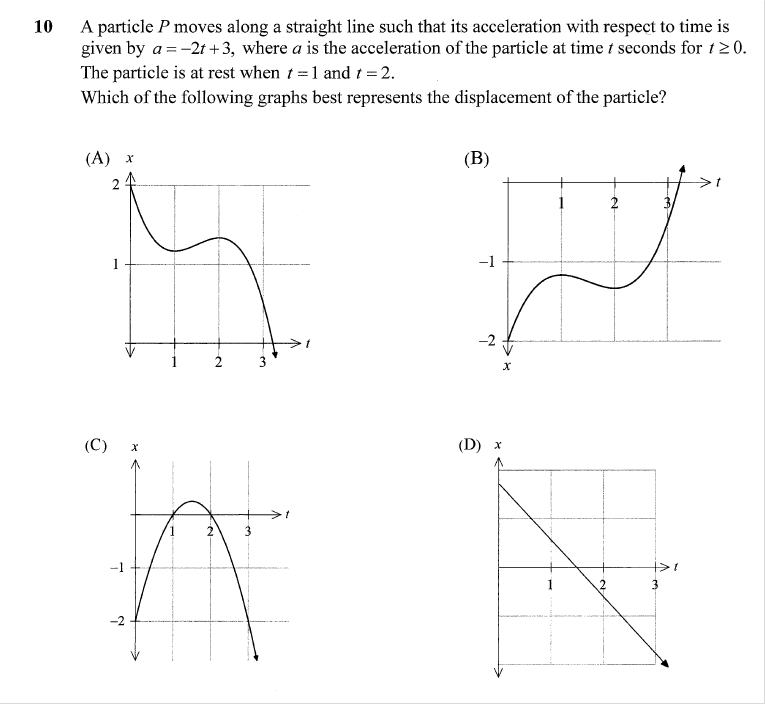 10 A particle P moves along a straight line such that its acceleration with respect to time is
given by a = −2t + 3, where a is the acceleration of the particle at time t seconds for t ≥ 0.
The particle is at rest when t = 1 and t = 2.
Which of the following graphs best represents the displacement of the particle?
(A) x
2
1
t
1 2 3
(B)
t
1 2 3
−1
−2
x
(C) x
t
1 2 3
−1
−2
(D) x
t
1 2 3